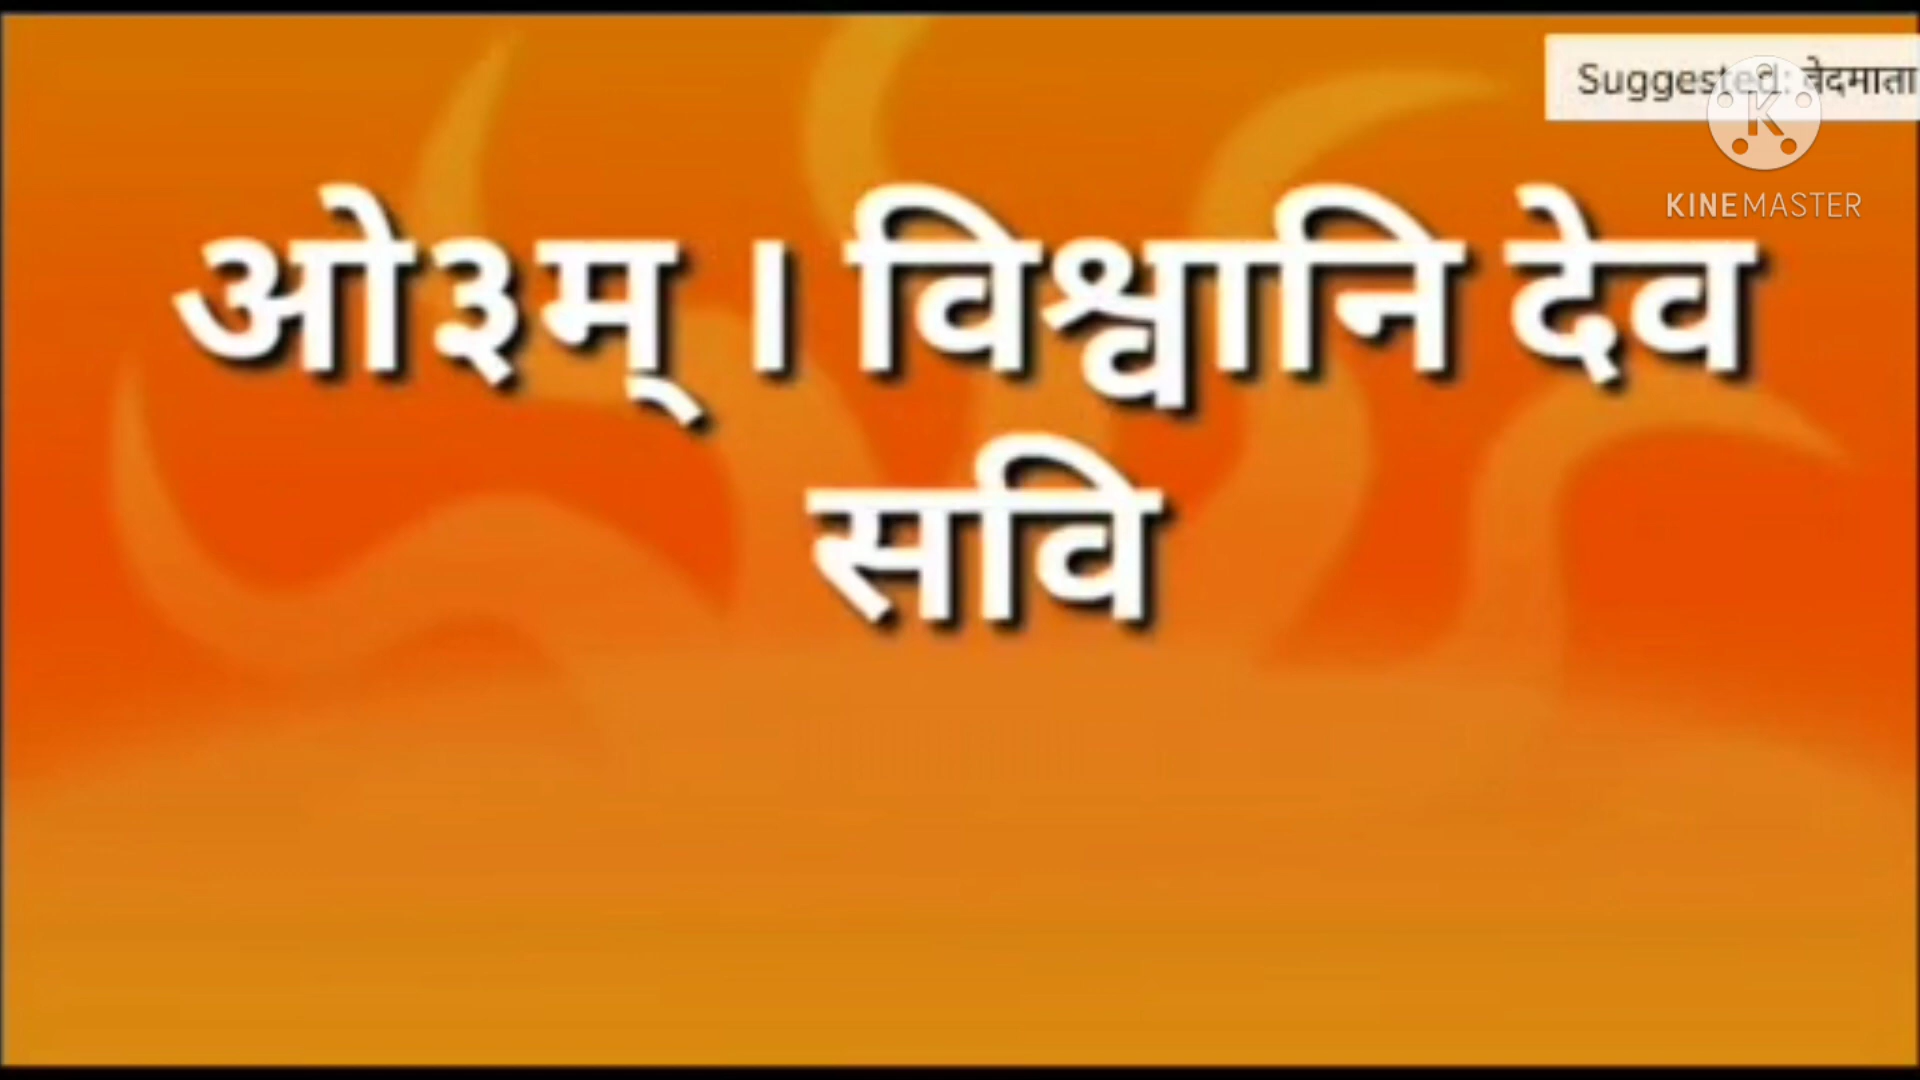 Suggested: वेदमाता
KINEMASTER
ओ३म् । विश्वानि देव
सवि